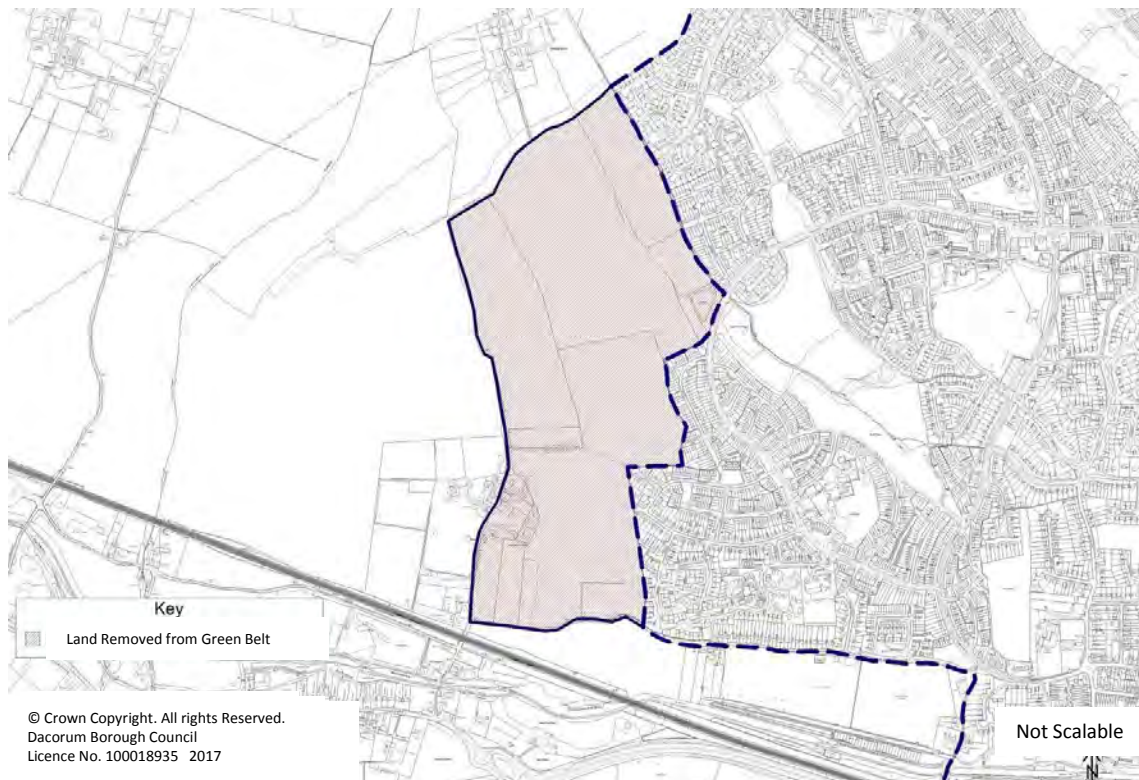 Key
Land Removed from Green Belt
© Crown Copyright. All rights Reserved.
Dacorum Borough Council
Licence No. 100018935 2017
Not Scalable
N